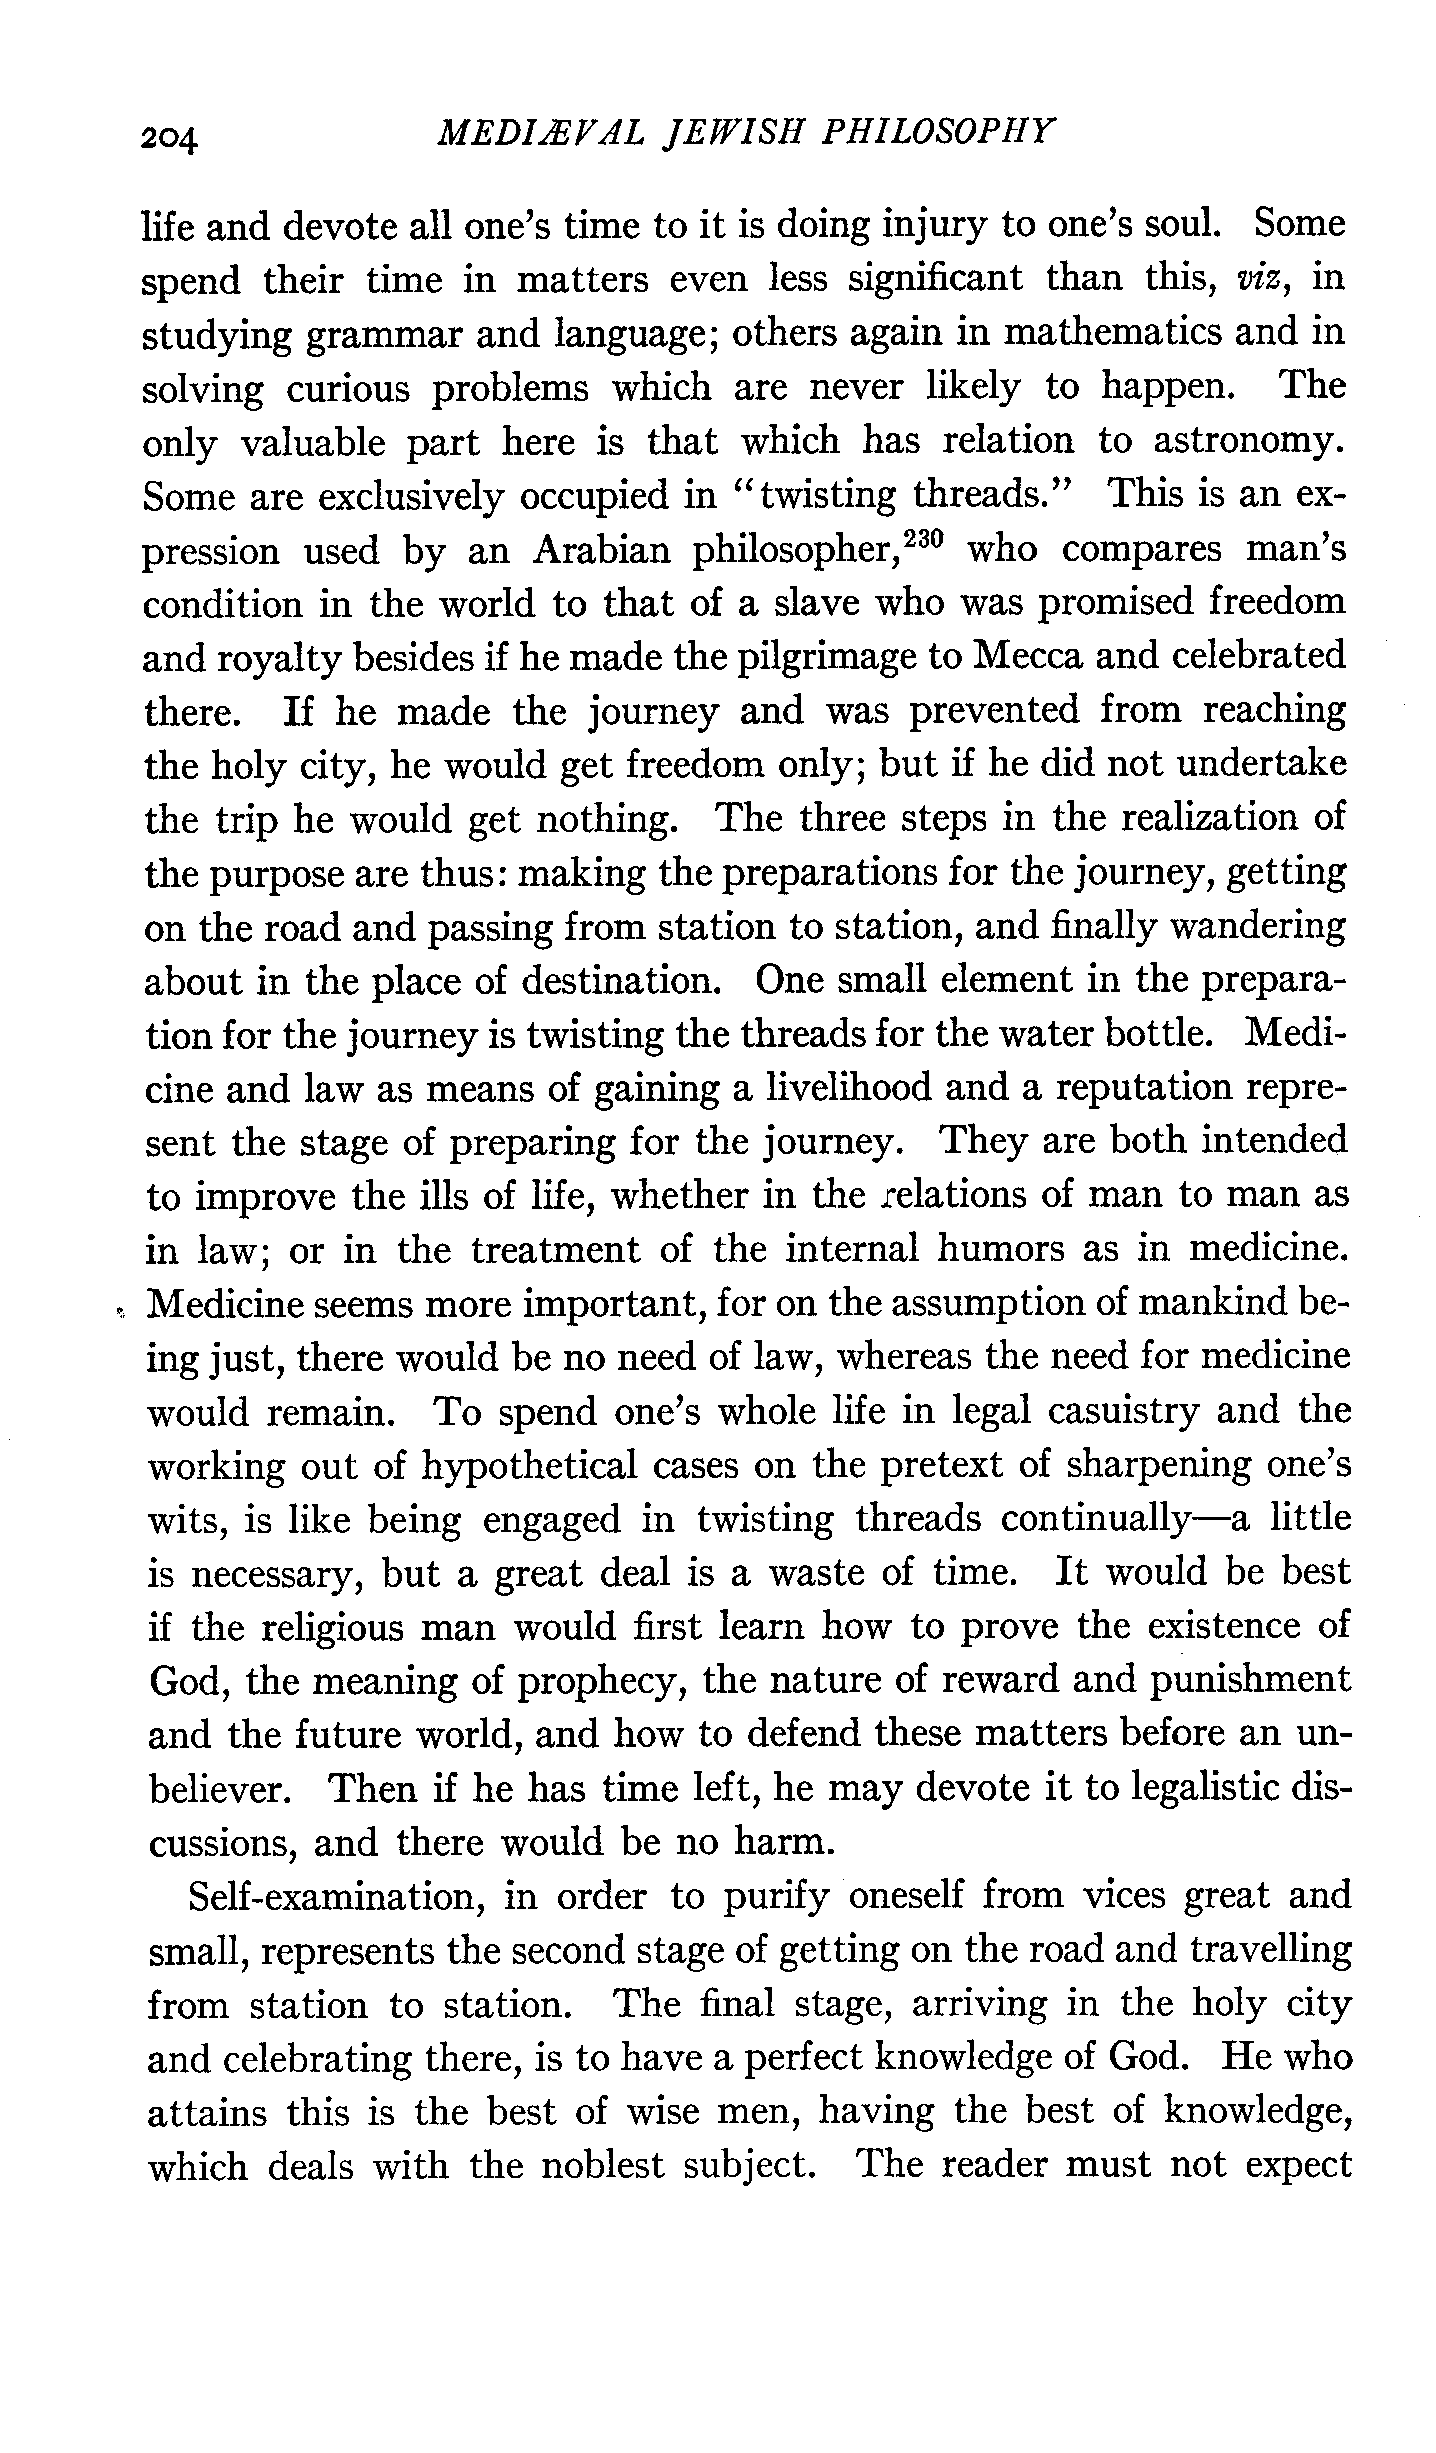 204 MEDIÆVAL JEWISH PHILOSOPHY
life and devote all one's time to it is doing injury to one's soul. Some
spend their time in matters even less significant than this, viz, in
studying grammar and language; others again in mathematics and in
solving curious problems which are never likely to happen. The
only valuable part here is that which has relation to astronomy.
Some are exclusively occupied in "twisting threads." This is an ex-
pression used by an Arabian philosopher,²³⁰ who compares man's
condition in the world to that of a slave who was promised freedom
and royalty besides if he made the pilgrimage to Mecca and celebrated
there. If he made the journey and was prevented from reaching
the holy city, he would get freedom only; but if he did not undertake
the trip he would get nothing. The three steps in the realization of
the purpose are thus: making the preparations for the journey, getting
on the road and passing from station to station, and finally wandering
about in the place of destination. One small element in the prepara-
tion for the journey is twisting the threads for the water bottle. Medi-
cine and law as means of gaining a livelihood and a reputation repre-
sent the stage of preparing for the journey. They are both intended
to improve the ills of life, whether in the relations of man to man as
in law; or in the treatment of the internal humors as in medicine.
Medicine seems more important, for on the assumption of mankind be-
ing just, there would be no need of law, whereas the need for medicine
would remain. To spend one's whole life in legal casuistry and the
working out of hypothetical cases on the pretext of sharpening one's
wits, is like being engaged in twisting threads continually—a little
is necessary, but a great deal is a waste of time. It would be best
if the religious man would first learn how to prove the existence of
God, the meaning of prophecy, the nature of reward and punishment
and the future world, and how to defend these matters before an un-
believer. Then if he has time left, he may devote it to legalistic dis-
cussions, and there would be no harm.
Self-examination, in order to purify oneself from vices great and
small, represents the second stage of getting on the road and travelling
from station to station. The final stage, arriving in the holy city
and celebrating there, is to have a perfect knowledge of God. He who
attains this is the best of wise men, having the best of knowledge,
which deals with the noblest subject. The reader must not expect